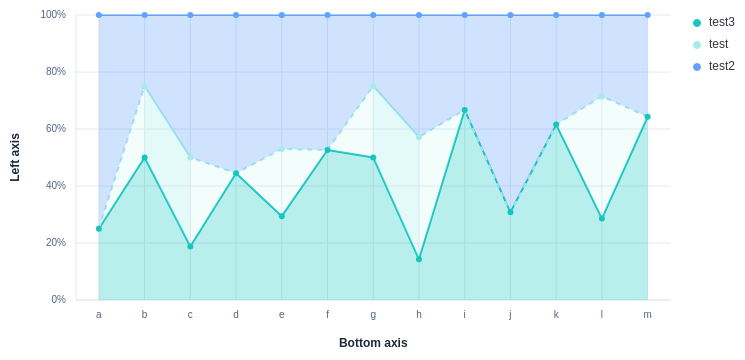 100%
80%
60%
40%
20%
0%
Left axis
a b c d e f g h i j k l m
Bottom axis
test3
test
test2